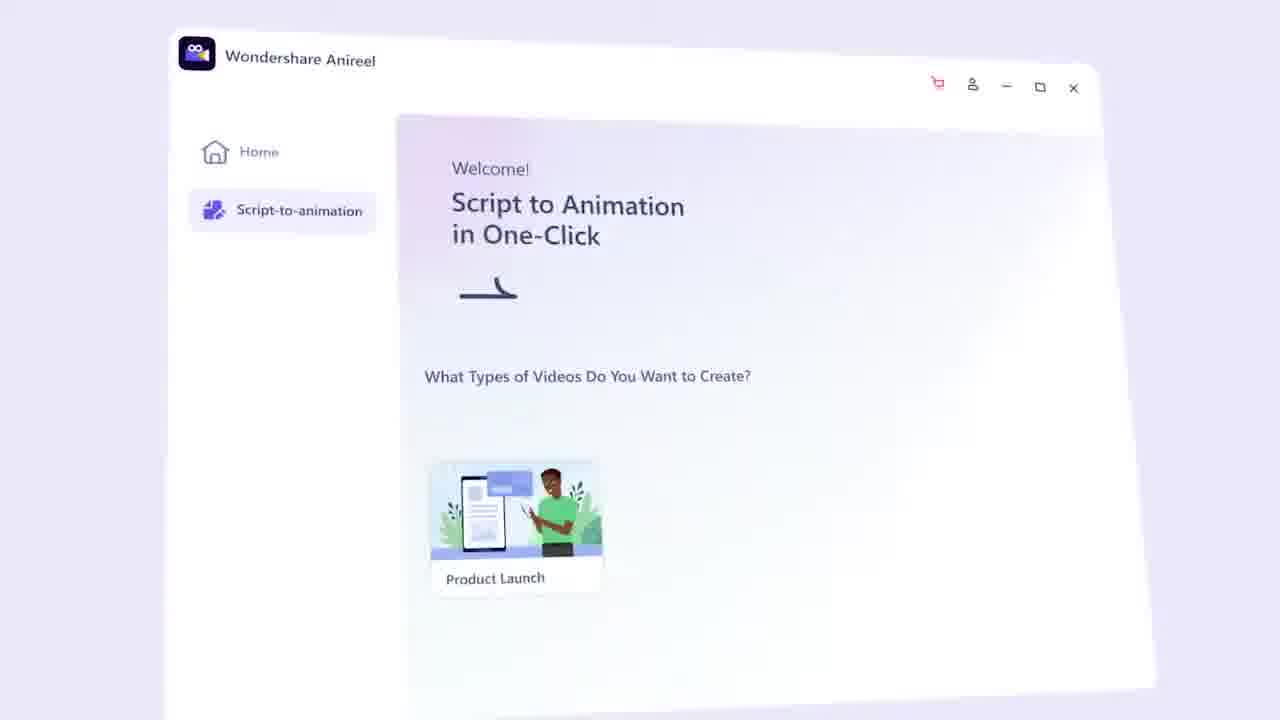 Wondershare Anireel
Home
Script-to-animation
Welcome!
Script to Animation
in One-Click
What Types of Videos Do You Want to Create?
Product Launch